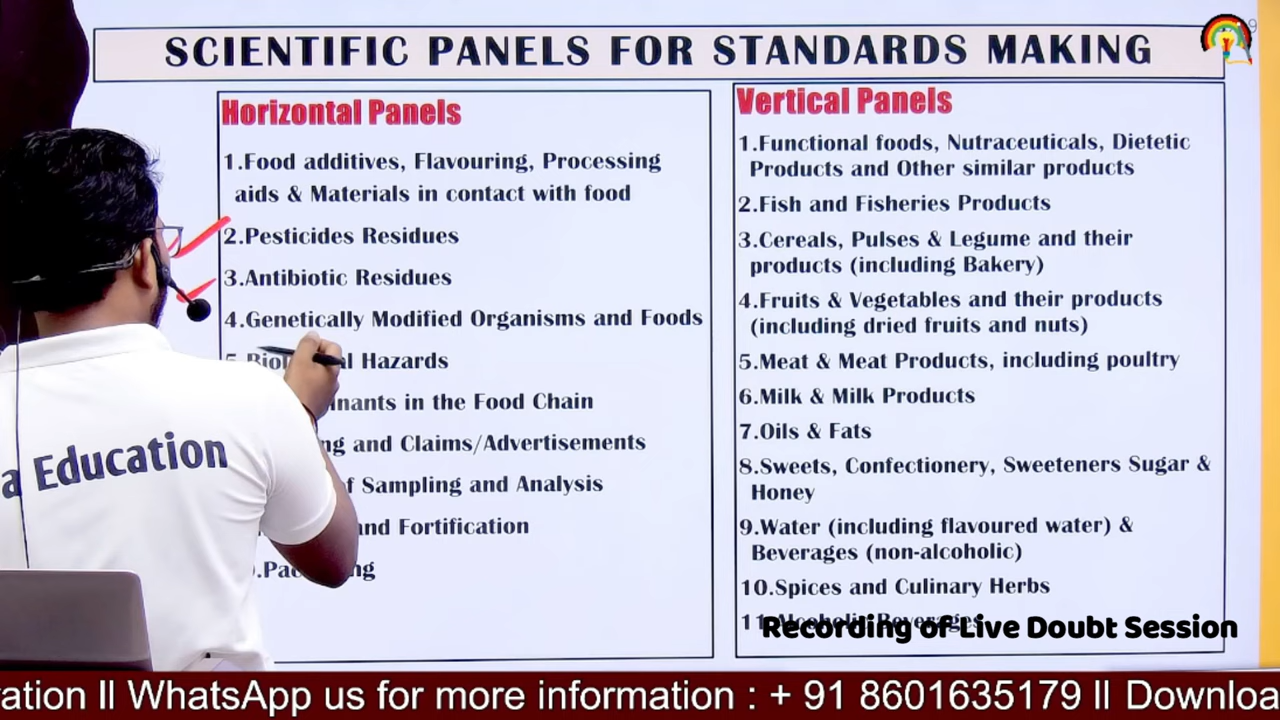 SCIENTIFIC PANELS FOR STANDARDS MAKING
Horizontal Panels
1.Food additives, Flavouring, Processing
aids & Materials in contact with food
2.Pesticides Residues
3.Antibiotic Residues
4.Genetically Modified Organisms and Foods
Hazards
in the Food Chain
and Claims/Advertisements
Sampling and Analysis
and Fortification
Vertical Panels
1.Functional foods, Nutraceuticals, Dietetic
Products and Other similar products
2.Fish and Fisheries Products
3.Cereals, Pulses & Legume and their
products (including Bakery)
4.Fruits & Vegetables and their products
(including dried fruits and nuts)
5.Meat & Meat Products, including poultry
6.Milk & Milk Products
7.Oils & Fats
8.Sweets, Confectionery, Sweeteners Sugar &
Honey
9.Water (including flavoured water) &
Beverages (non-alcoholic)
10.Spices and Culinary Herbs
11.Alcoholic Beverages
Recording of Live Doubt Session
a Education
ation ll WhatsApp us for more information : + 91 8601635179 ll Downloa